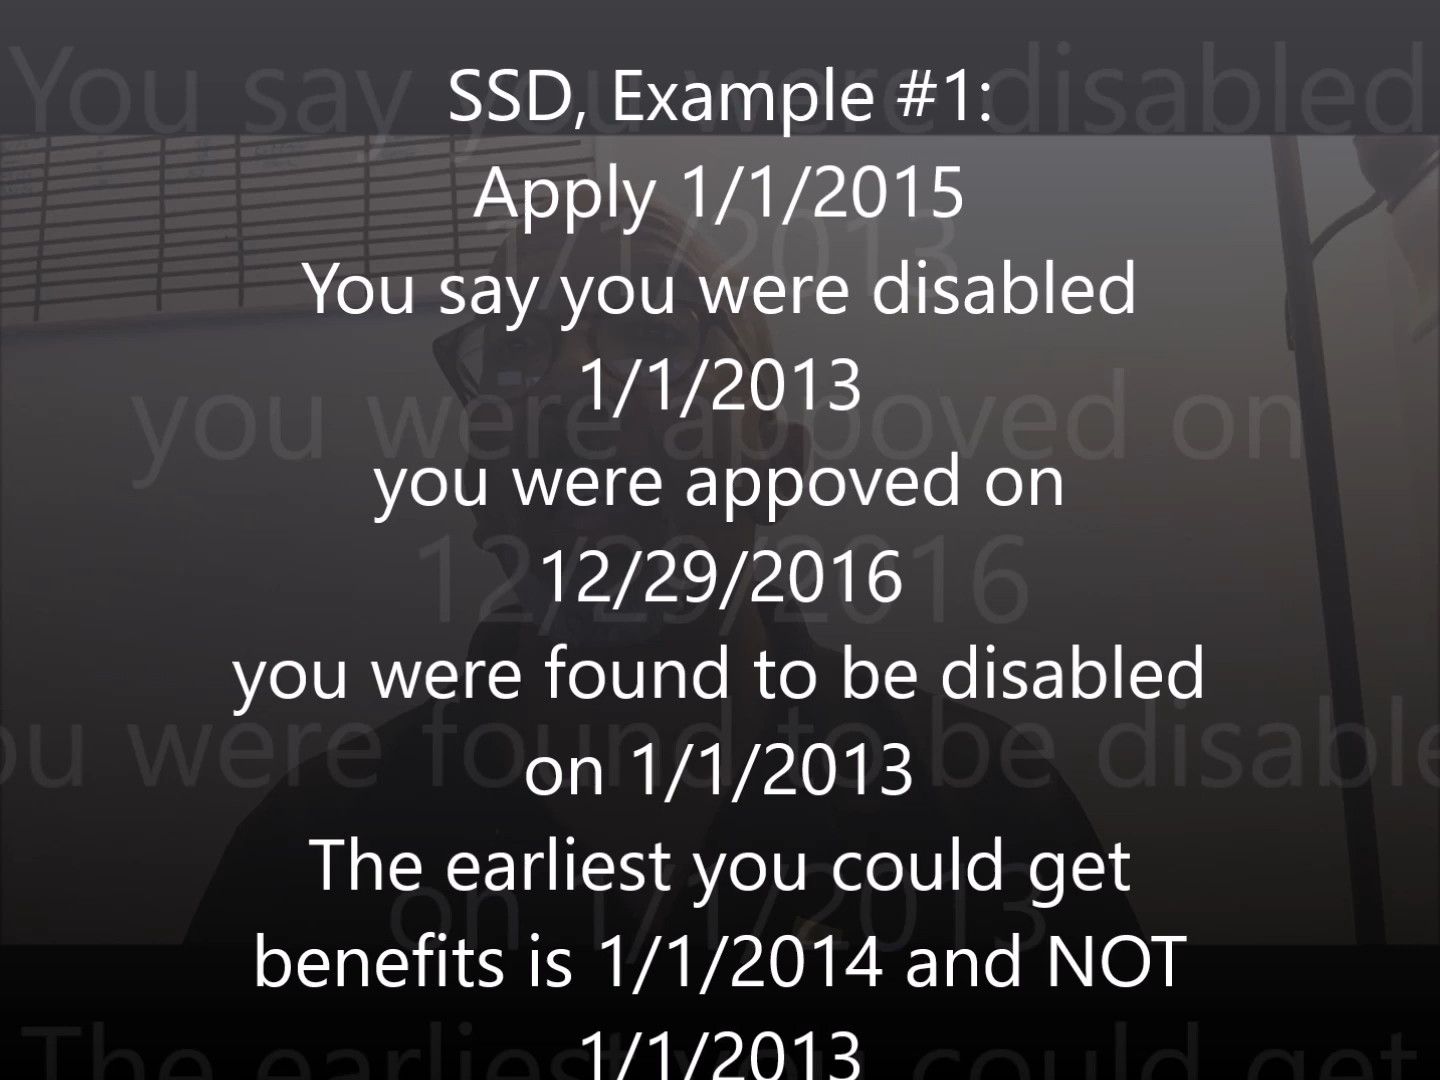 SSD, Example #1:
Apply 1/1/2015
You say you were disabled
1/1/2013
you were appoved on
12/29/2016
you were found to be disabled
on 1/1/2013
The earliest you could get
benefits is 1/1/2014 and NOT
1/1/2013